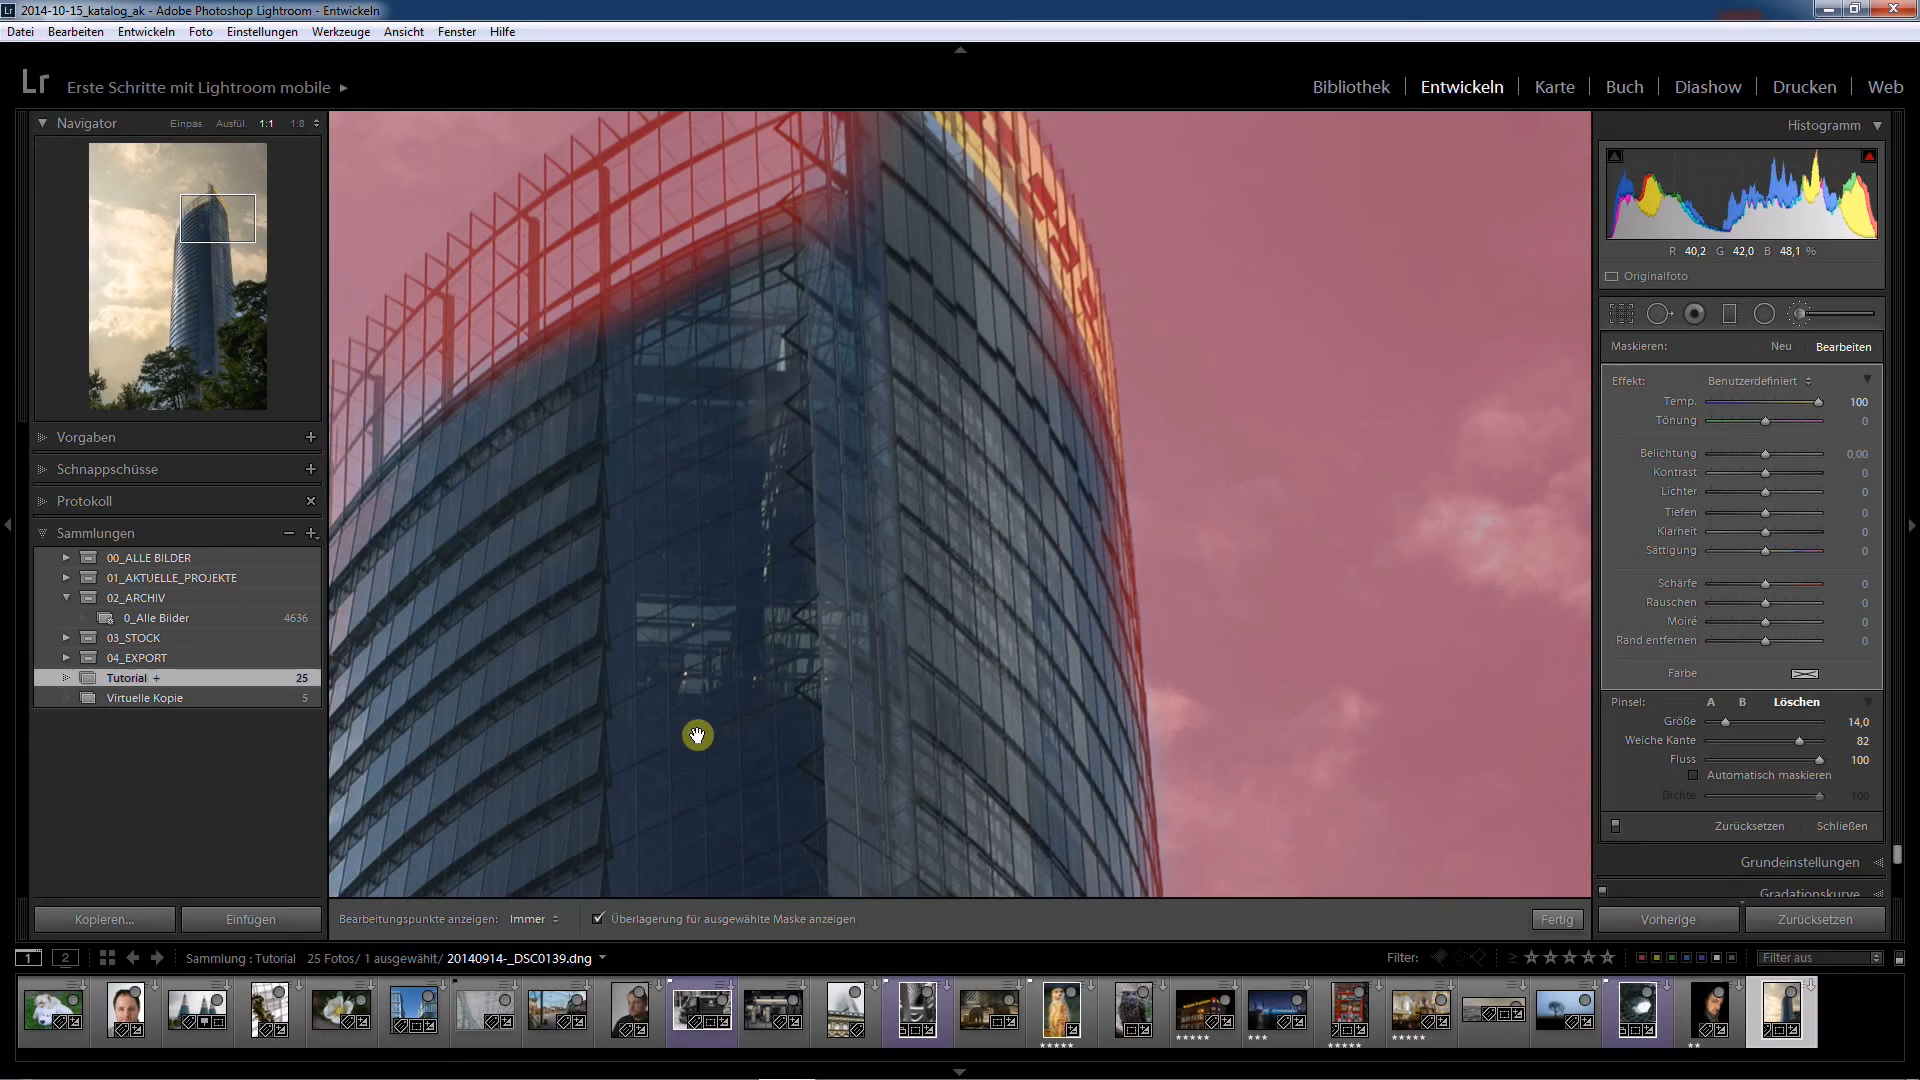 Lr 2014-10-15_katalog_ak - Adobe Photoshop Lightroom - Entwickeln
Datei Bearbeiten Entwickeln Foto Einstellungen Werkzeuge Ansicht Fenster Hilfe
Lr Erste Schritte mit Lightroom mobile
Bibliothek Entwickeln Karte Buch Diashow Drucken Web
Navigator Einpas. Ausfül. 1:1 1:8
Vorgaben
Schnappschüsse
Protokoll
Sammlungen
00_ALLE BILDER
01_AKTUELLE_PROJEKTE
02_ARCHIV
0_Alle Bilder 4636
03_STOCK
04_EXPORT
Tutorial + 25
Virtuelle Kopie 5
Kopieren... Einfügen
Histogramm
R 40,2 G 42,0 B 48,1 %
Originalfoto
Maskieren: Neu Bearbeiten
Effekt: Benutzerdefiniert
Temp. 100
Tönung 0
Belichtung 0,00
Kontrast 0
Lichter 0
Tiefen 0
Klarheit 0
Sättigung 0
Schärfe 0
Rauschen 0
Moiré 0
Rand entfernen 0
Farbe
Pinsel: A B Löschen
Größe 14,0
Weiche Kante 82
Fluss 100
Automatisch maskieren
Dichte 100
Zurücksetzen Schließen
Grundeinstellungen
Gradationskurve
Vorherige Zurücksetzen
Bearbeitungspunkte anzeigen: Immer Überlagerung für ausgewählte Maske anzeigen Fertig
1 2 Sammlung : Tutorial 25 Fotos/ 1 ausgewählt/ 20140914-_DSC0139.dng Filter: Filter aus